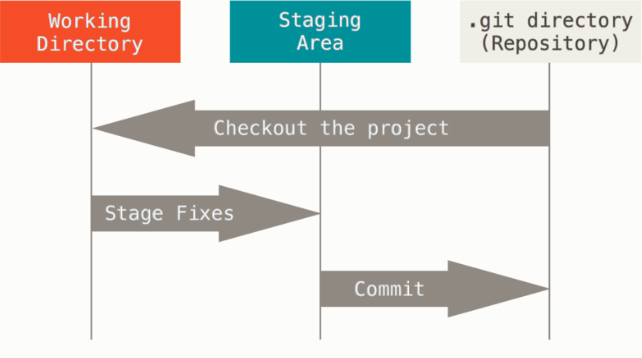 Working
Directory
Staging
Area
.git directory
(Repository)
Checkout the project
Stage Fixes
Commit